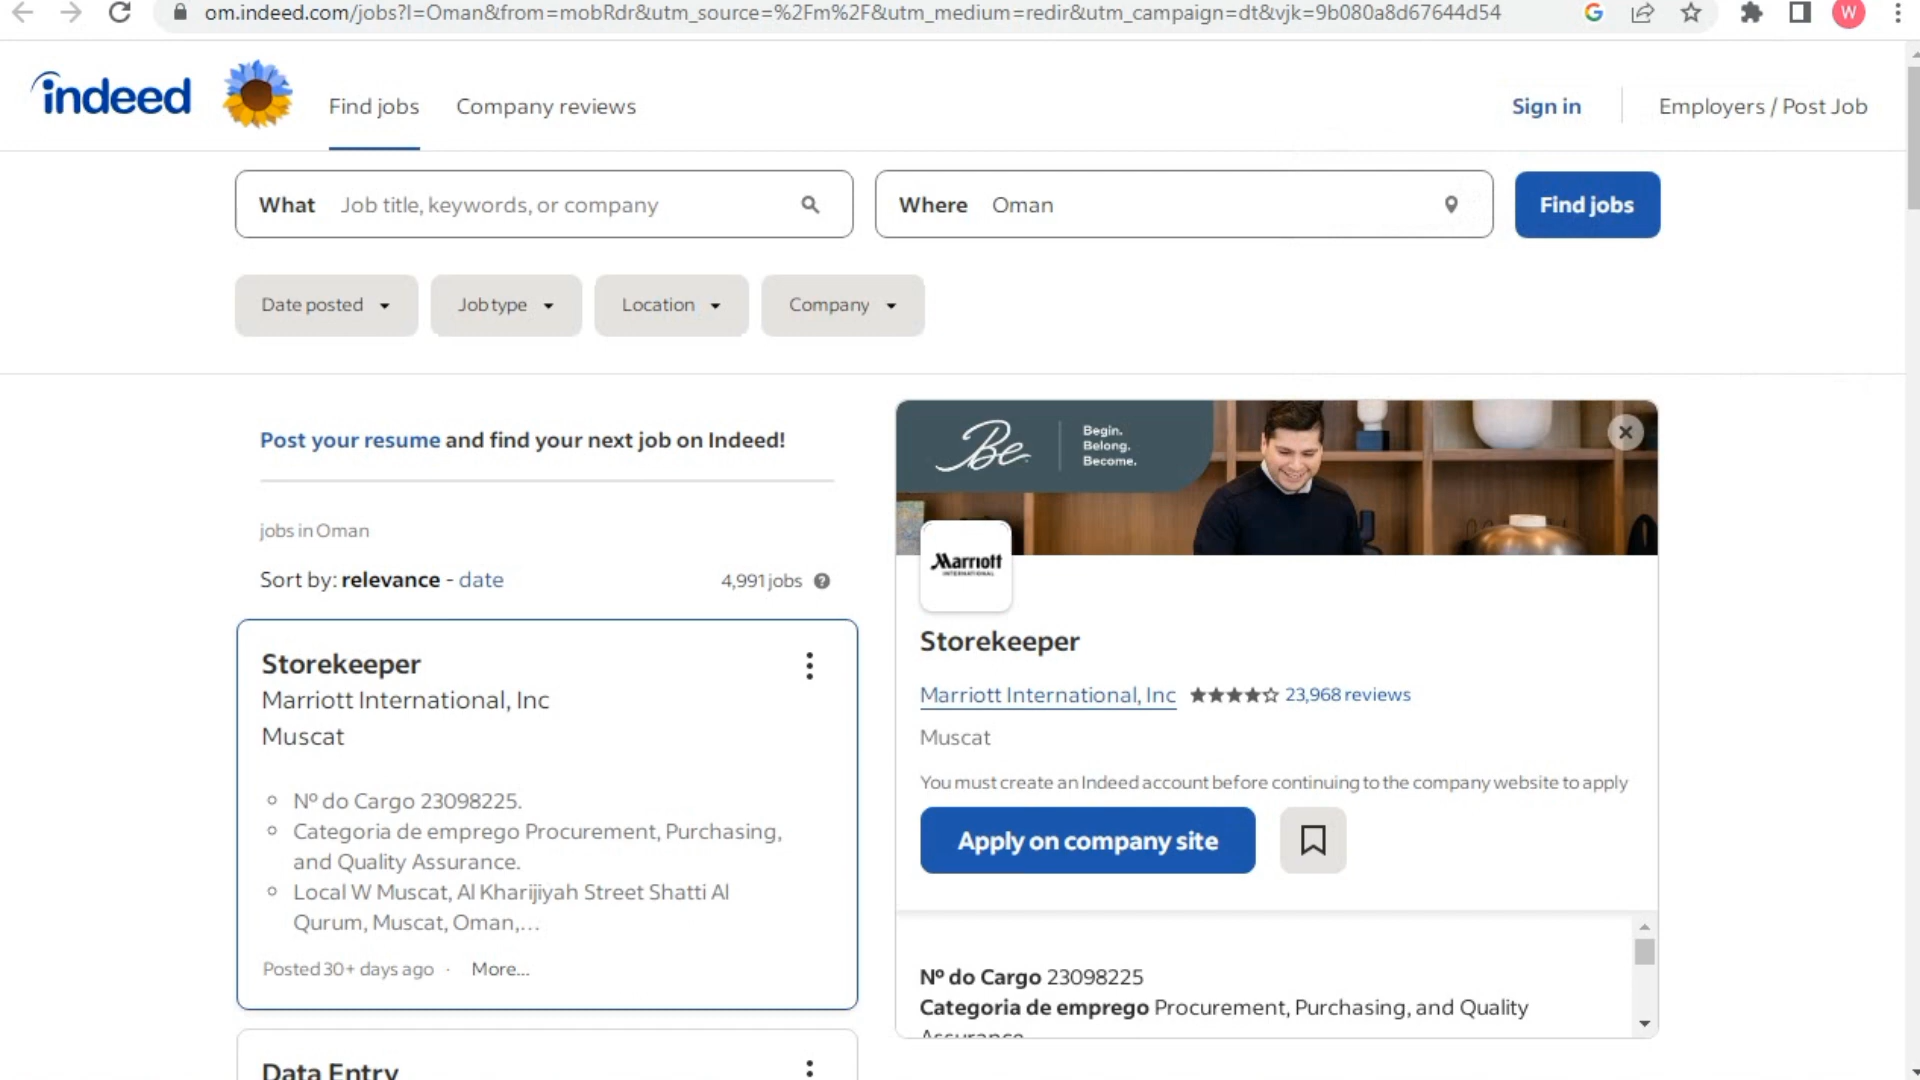 om.indeed.com/jobs?l=Oman&from=mobRdr&utm_source=%2Fm%2F&utm_medium=redir&utm_campaign=dt&vjk=9b080a8d67644d54
W
indeed
Find jobs
Company reviews
Sign in
Employers / Post Job
What Job title, keywords, or company
Where Oman
Find jobs
Date posted
Job type
Location
Company
Post your resume and find your next job on Indeed!
jobs in Oman
Sort by: relevance - date
4,991 jobs
Storekeeper
Marriott International, Inc
Muscat
Nº do Cargo 23098225.
Categoria de emprego Procurement, Purchasing,
and Quality Assurance.
Local W Muscat, Al Kharijiyah Street Shatti Al
Qurum, Muscat, Oman,...
Posted 30+ days ago · More...
Data Entry
Be
Begin.
Belong.
Become.
Marriott
INTERNATIONAL
Storekeeper
Marriott International, Inc 23,968 reviews
Muscat
You must create an Indeed account before continuing to the company website to apply
Apply on company site
Nº do Cargo 23098225
Categoria de emprego Procurement, Purchasing, and Quality
Assurance